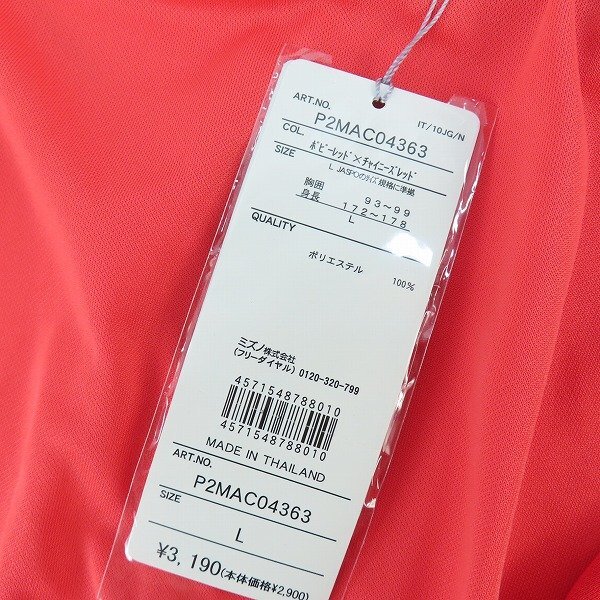 ART.NO. IT/10JG/N
P2MAC04363
COL. ポピーレッド×チャイニーズレッド
SIZE L JASPOのサイズ規格に準拠
胸囲 93~99
身長 172~178
L
QUALITY
ポリエステル 100%
ミズノ株式会社
(フリーダイヤル) 0120-320-799
4571548788010
4571548788010
MADE IN THAILAND
ART.NO.
P2MAC04363
SIZE
L
¥3,190(本体価格¥2,900)